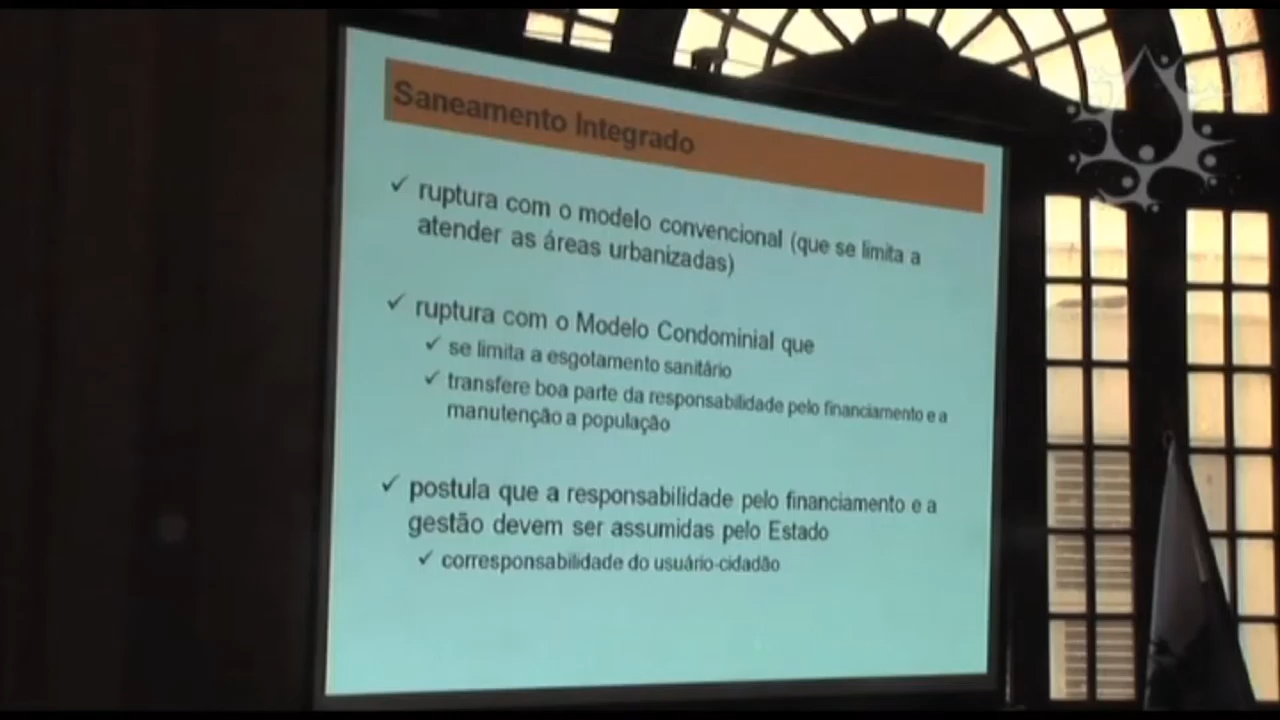 Saneamento Integrado
✓ ruptura com o modelo convencional (que se limita a
atender as áreas urbanizadas)
✓ ruptura com o Modelo Condominial que
✓ se limita a esgotamento sanitário
✓ transfere boa parte da responsabilidade pelo financiamento e a
manutenção a população
✓ postula que a responsabilidade pelo financiamento e a
gestão devem ser assumidas pelo Estado
✓ corresponsabilidade do usuário-cidadão